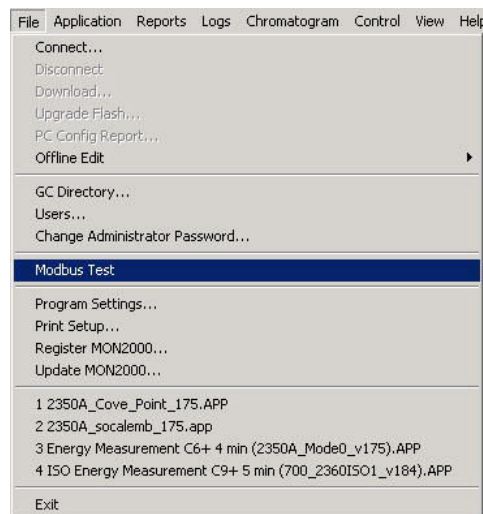 File Application Reports Logs Chromatogram Control View Help
Connect...
Disconnect
Download...
Upgrade Flash...
PC Config Report...
Offline Edit
GC Directory...
Users...
Change Administrator Password...
Modbus Test
Program Settings...
Print Setup...
Register MON2000...
Update MON2000...
1 2350A_Cove_Point_175.APP
2 2350A_socalemb_175.app
3 Energy Measurement C6+ 4 min (2350A_Mode0_v175).APP
4 ISO Energy Measurement C9+ 5 min (700_2360ISO1_v184).APP
Exit